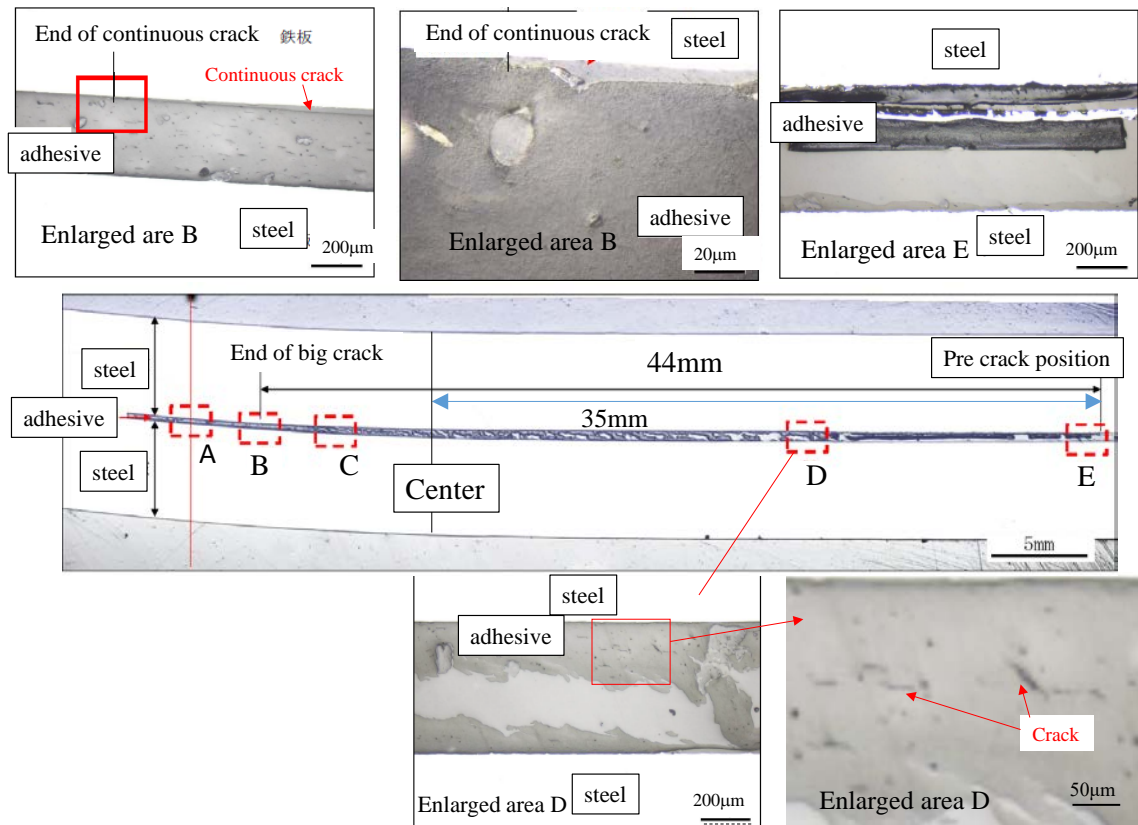 End of continuous crack
鉄板
Continuous crack
adhesive
Enlarged are B
steel
200μm
End of continuous crack
steel
adhesive
Enlarged area B
20μm
steel
adhesive
Enlarged area E
steel
200μm
steel
End of big crack
44mm
Pre crack position
adhesive
35mm
steel
A
B
C
Center
D
E
5mm
steel
adhesive
Enlarged area D
steel
200μm
Crack
Enlarged area D
50μm